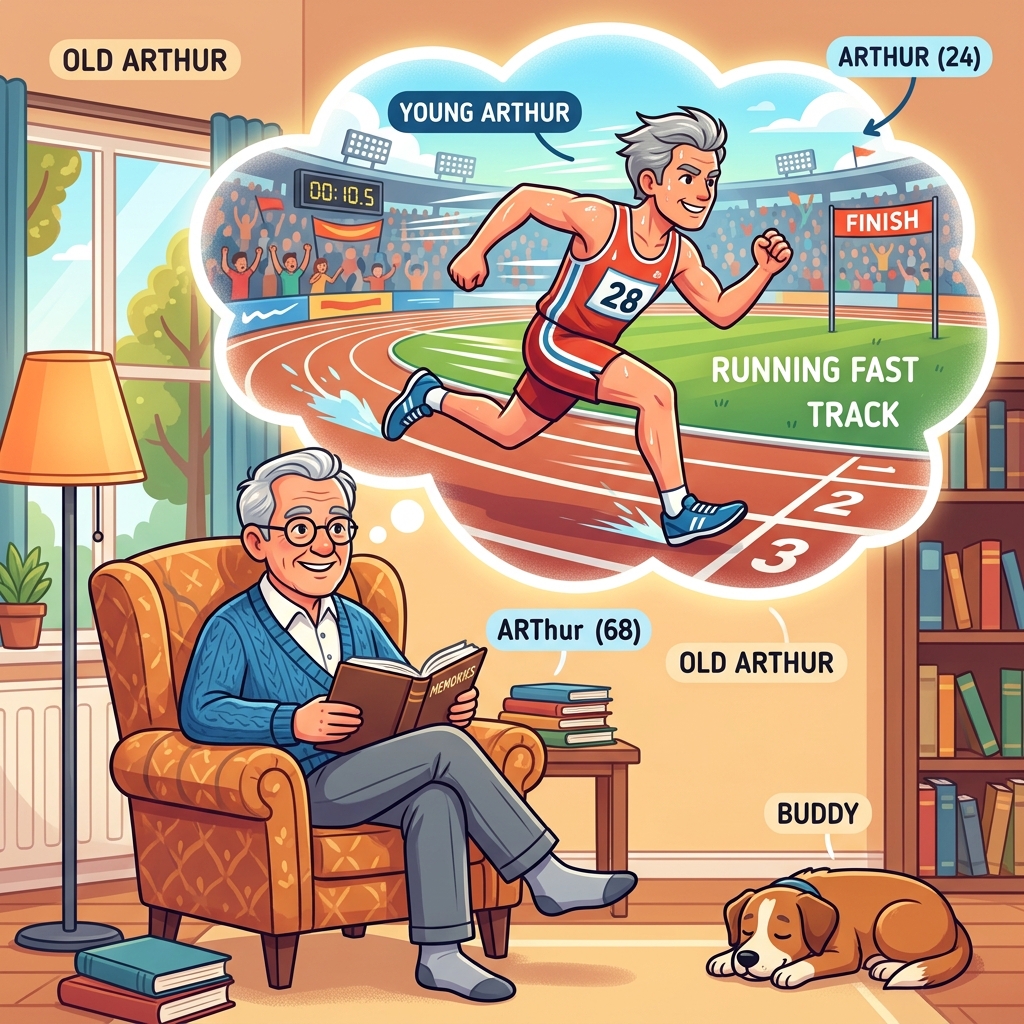 OLD ARTHUR
ARTHUR (24)
YOUNG ARTHUR
00:10.5
FINISH
28
RUNNING FAST
TRACK
1
2
3
ARThur (68)
OLD ARTHUR
MEMORIES
BUDDY